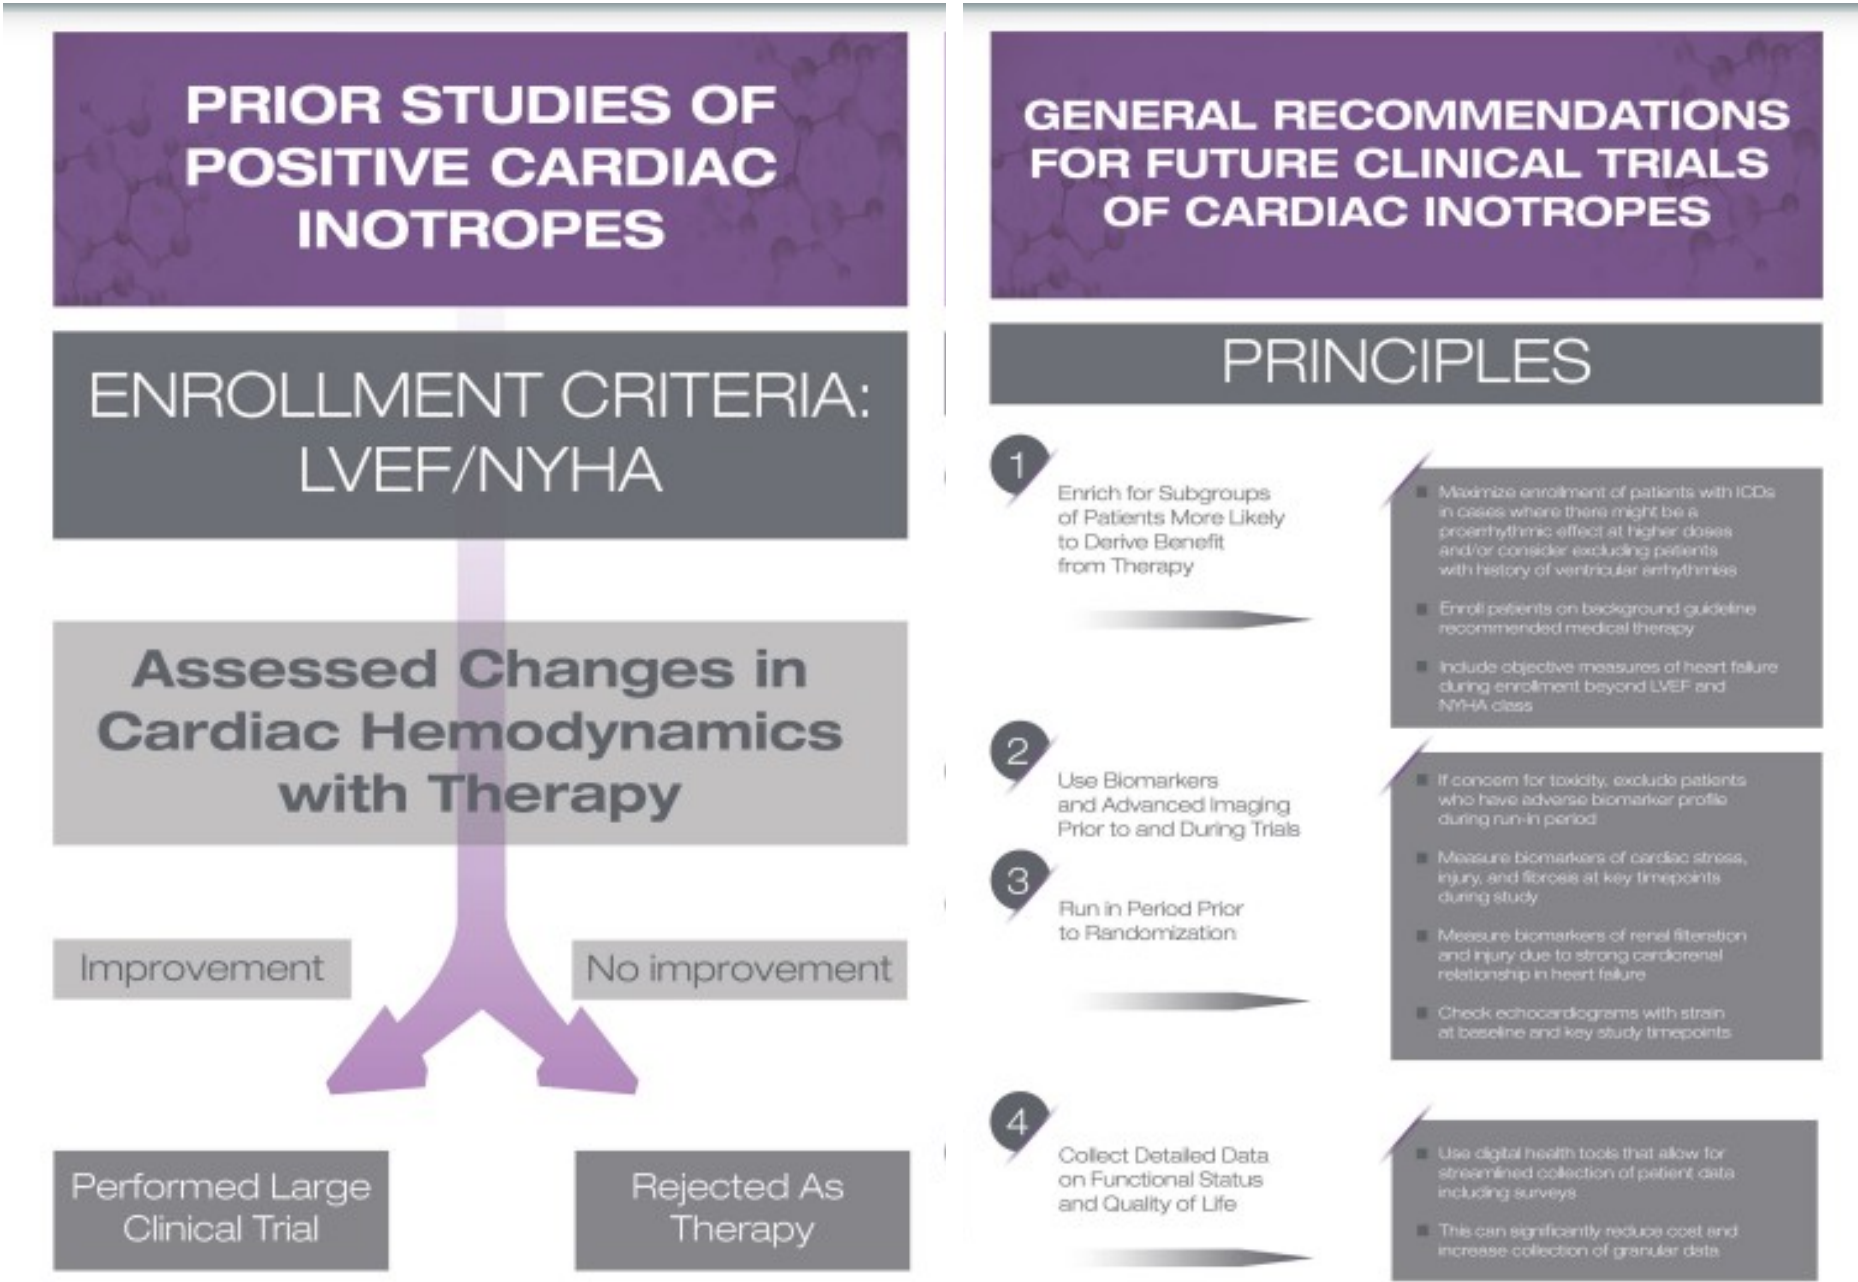 PRIOR STUDIES OF
POSITIVE CARDIAC
INOTROPES
ENROLLMENT CRITERIA:
LVEF/NYHA
Assessed Changes in
Cardiac Hemodynamics
with Therapy
Improvement
No improvement
Performed Large
Clinical Trial
Rejected As
Therapy
GENERAL RECOMMENDATIONS
FOR FUTURE CLINICAL TRIALS
OF CARDIAC INOTROPES
PRINCIPLES
1
Enrich for Subgroups
of Patients More Likely
to Derive Benefit
from Therapy
Maximize enrollment of patients with ICDs
in cases where there might be a
proarrhythmic effect at higher doses
and/or consider excluding patients
with history of ventricular arrhythmias
Enroll patients on background guideline
recommended medical therapy
Include objective measures of heart failure
during enrollment beyond LVEF and
NYHA class
2
Use Biomarkers
and Advanced Imaging
Prior to and During Trials
3
Run in Period Prior
to Randomization
If concern for toxicity, exclude patients
who have adverse biomarker profile
during run-in period
Measure biomarkers of cardiac stress,
injury, and fibrosis at key timepoints
during study
Measure biomarkers of renal filteration
and injury due to strong cardiorenal
relationship in heart failure
Check echocardiograms with strain
at baseline and key study timepoints
4
Collect Detailed Data
on Functional Status
and Quality of Life
Use digital health tools that allow for
streamlined collection of patient data
including surveys
This can significantly reduce cost and
increase collection of granular data